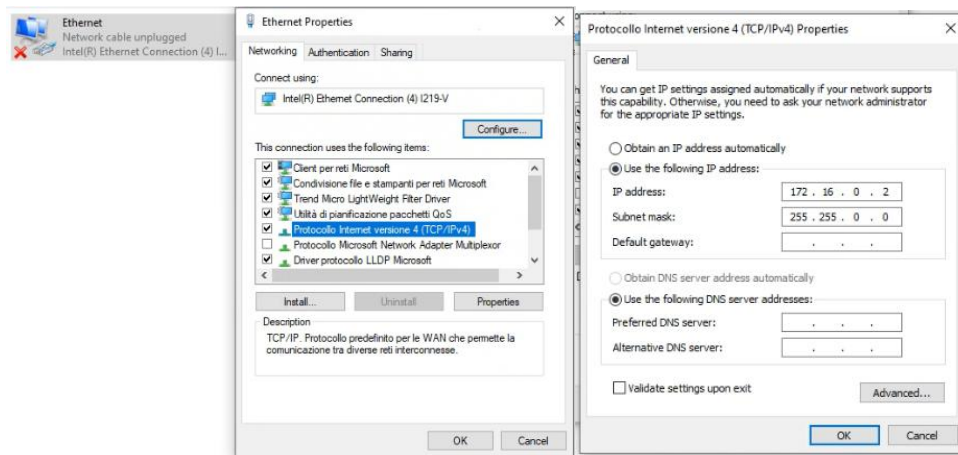 Ethernet
Network cable unplugged
Intel(R) Ethernet Connection (4) I...
Ethernet Properties
Networking Authentication Sharing
Connect using:
Intel(R) Ethernet Connection (4) I219-V
Configure...
This connection uses the following items:
Client per reti Microsoft
Condivisione file e stampanti per reti Microsoft
Trend Micro LightWeight Filter Driver
Utilità di pianificazione pacchetti QoS
Protocollo Internet versione 4 (TCP/IPv4)
Protocollo Microsoft Network Adapter Multiplexor
Driver protocollo LLDP Microsoft
Install... Uninstall Properties
Description
TCP/IP. Protocollo predefinito per le WAN che permette la
comunicazione tra diverse reti interconnesse.
OK Cancel
Protocollo Internet versione 4 (TCP/IPv4) Properties
General
You can get IP settings assigned automatically if your network supports
this capability. Otherwise, you need to ask your network administrator
for the appropriate IP settings.
Obtain an IP address automatically
Use the following IP address:
IP address: 172 . 16 . 0 . 2
Subnet mask: 255 . 255 . 0 . 0
Default gateway: . . .
Obtain DNS server address automatically
Use the following DNS server addresses:
Preferred DNS server: . . .
Alternative DNS server: . . .
Validate settings upon exit
Advanced...
OK Cancel